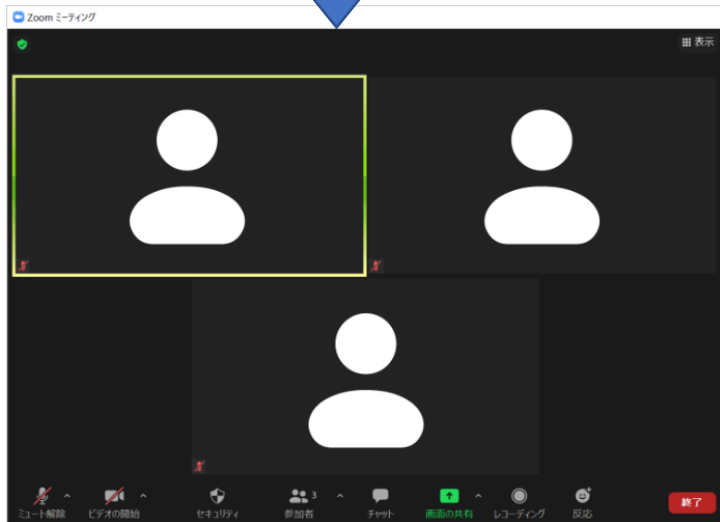 Zoom ミーティング
表示
ミュート解除 ビデオの開始 セキュリティ 参加者 3 チャット 画面の共有 レコーディング 反応 終了